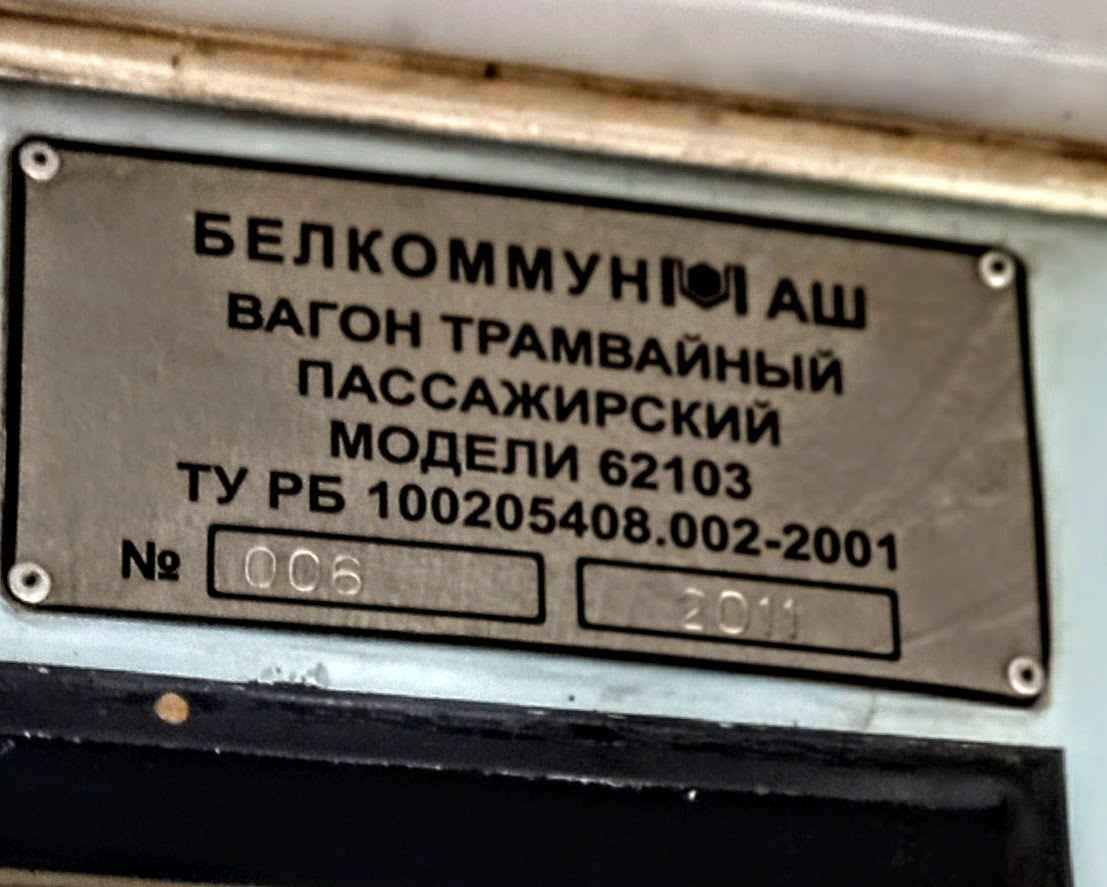 БЕЛКОММУНМАШ
ВАГОН ТРАМВАЙНЫЙ
ПАССАЖИРСКИЙ
МОДЕЛИ 62103
ТУ РБ 100205408.002-2001
№ 006 2011